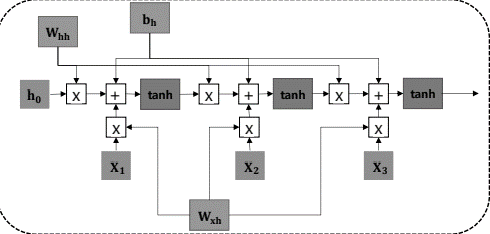 b_h
W_hh
h_0 x + tanh x + tanh x + tanh
x x x
X_1 X_2 X_3
W_xh